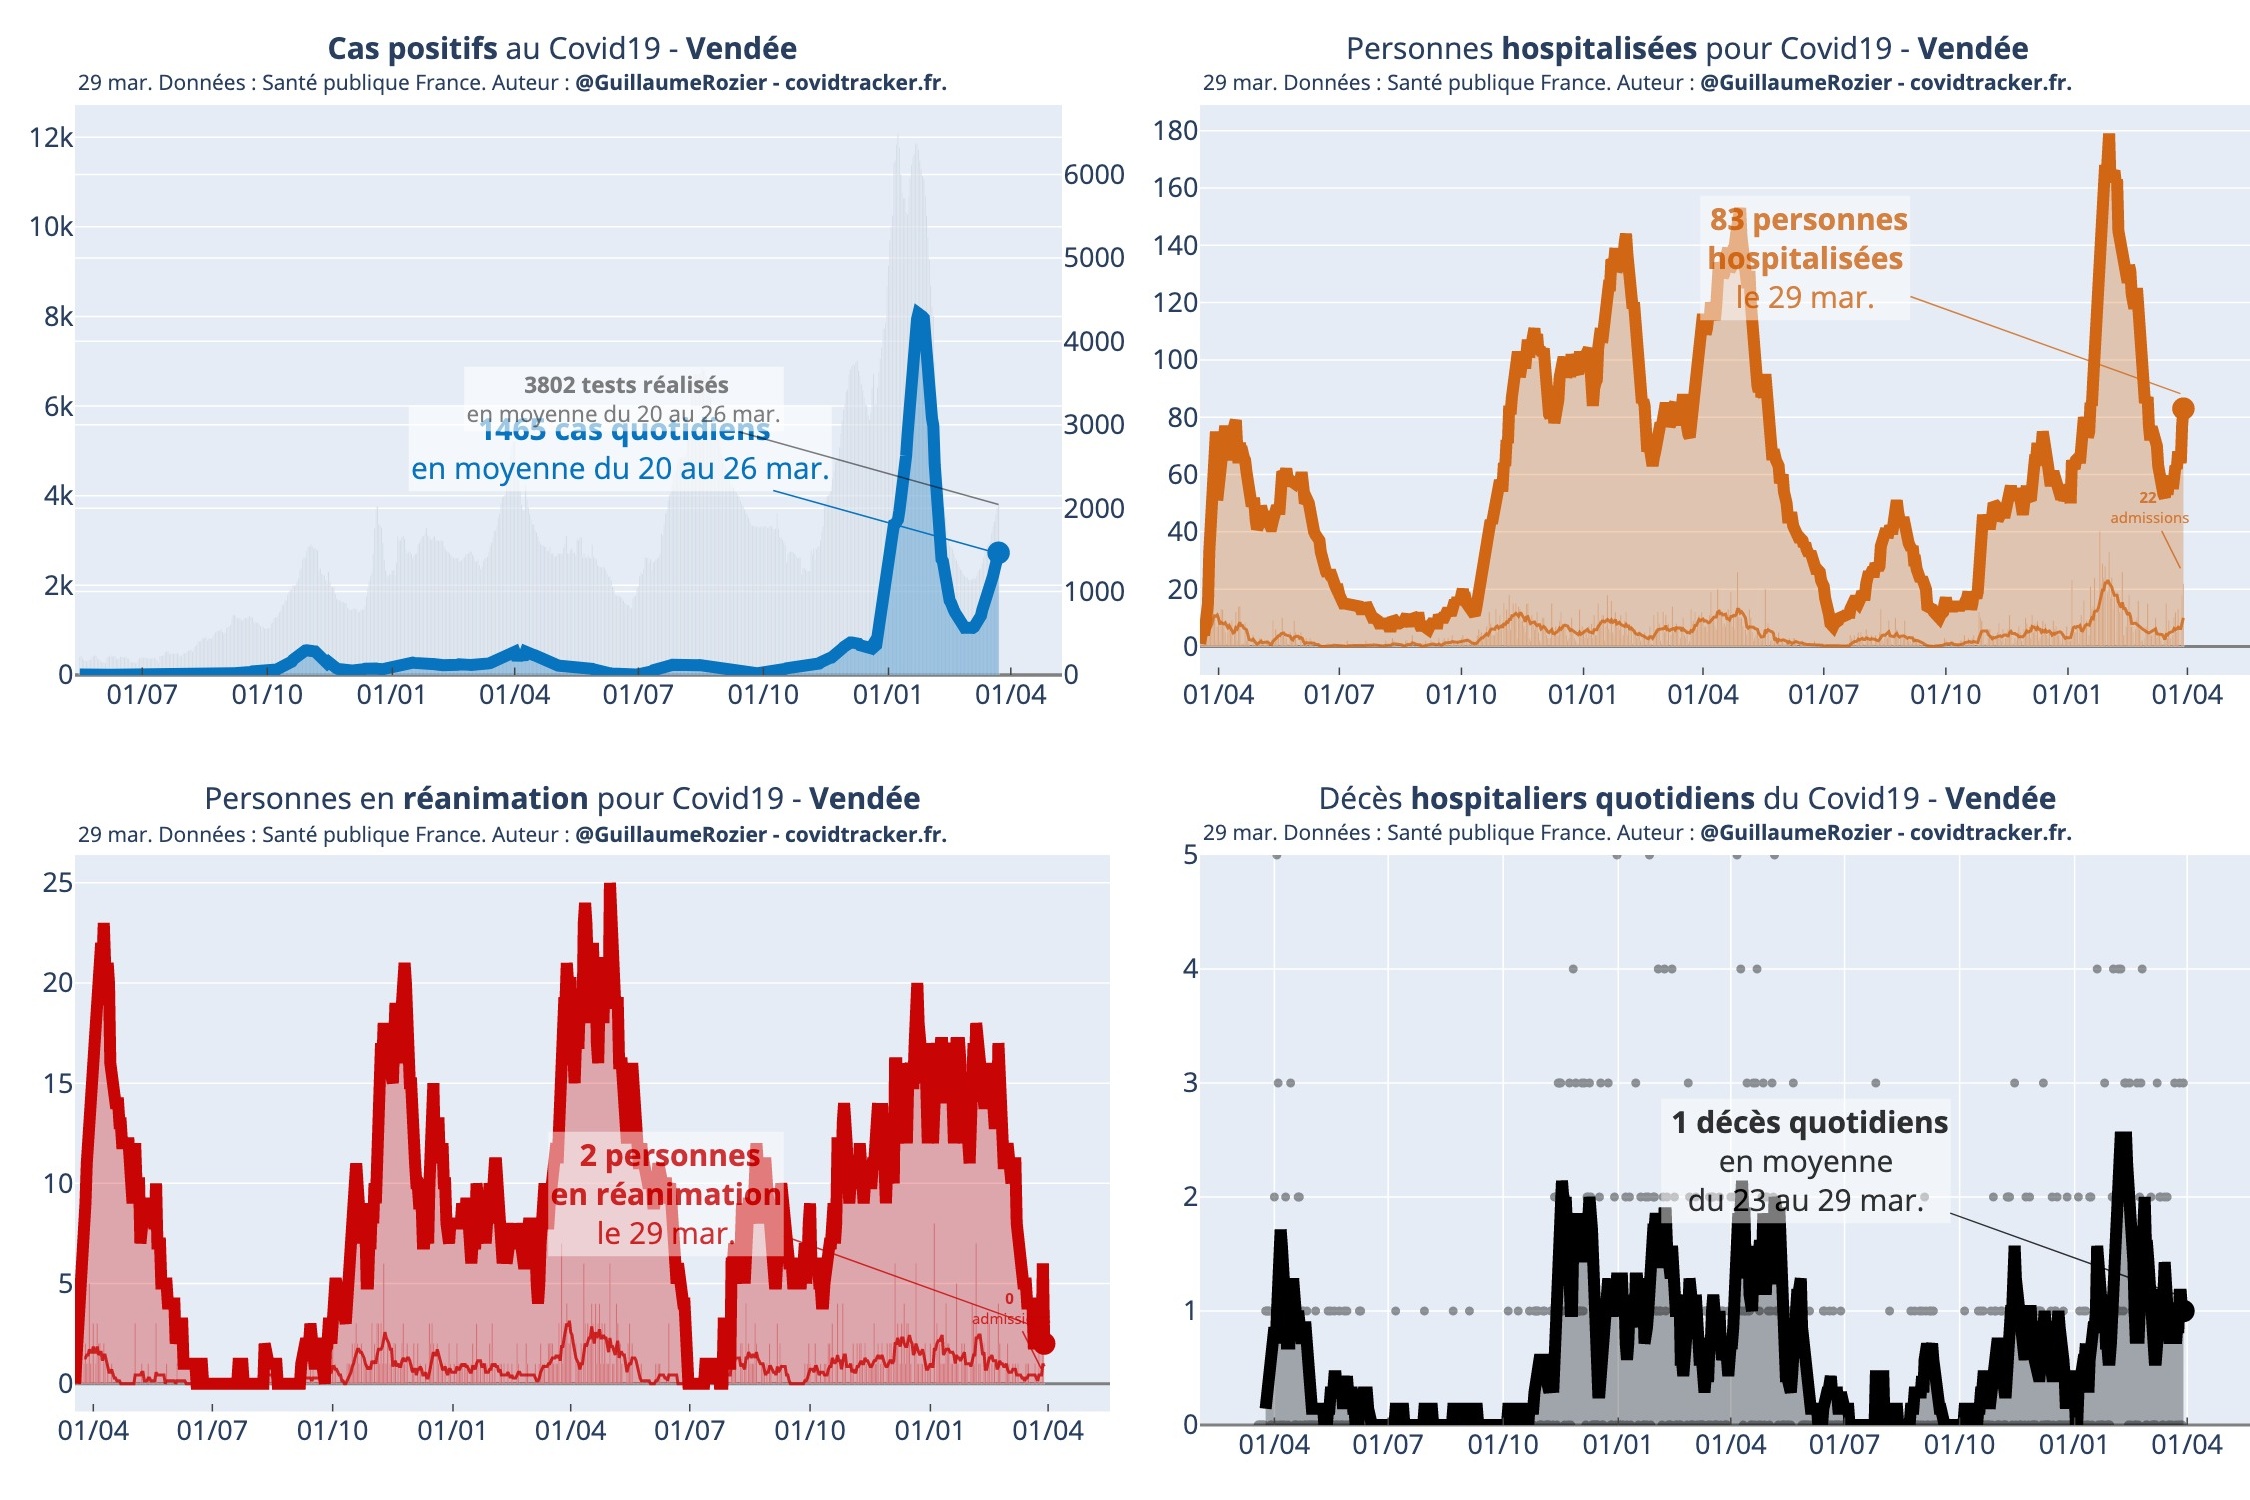 Cas positifs au Covid19 - Vendée
29 mar. Données : Santé publique France. Auteur : @GuillaumeRozier - covidtracker.fr.
12k
10k
8k
6k
4k
2k
0
6000
5000
4000
3000
2000
1000
0
3802 tests réalisés
en moyenne du 20 au 26 mar.
1465 cas quotidiens
en moyenne du 20 au 26 mar.
01/07 01/10 01/01 01/04 01/07 01/10 01/01 01/04
Personnes hospitalisées pour Covid19 - Vendée
29 mar. Données : Santé publique France. Auteur : @GuillaumeRozier - covidtracker.fr.
180
160
140
120
100
80
60
40
20
0
83 personnes
hospitalisées
le 29 mar.
22
admissions
01/04 01/07 01/10 01/01 01/04 01/07 01/10 01/01 01/04
Personnes en réanimation pour Covid19 - Vendée
29 mar. Données : Santé publique France. Auteur : @GuillaumeRozier - covidtracker.fr.
25
20
15
10
5
0
2 personnes
en réanimation
le 29 mar.
0
admissi
01/04 01/07 01/10 01/01 01/04 01/07 01/10 01/01 01/04
Décès hospitaliers quotidiens du Covid19 - Vendée
29 mar. Données : Santé publique France. Auteur : @GuillaumeRozier - covidtracker.fr.
5
4
3
2
1
0
1 décès quotidiens
en moyenne
du 23 au 29 mar.
01/04 01/07 01/10 01/01 01/04 01/07 01/10 01/01 01/04